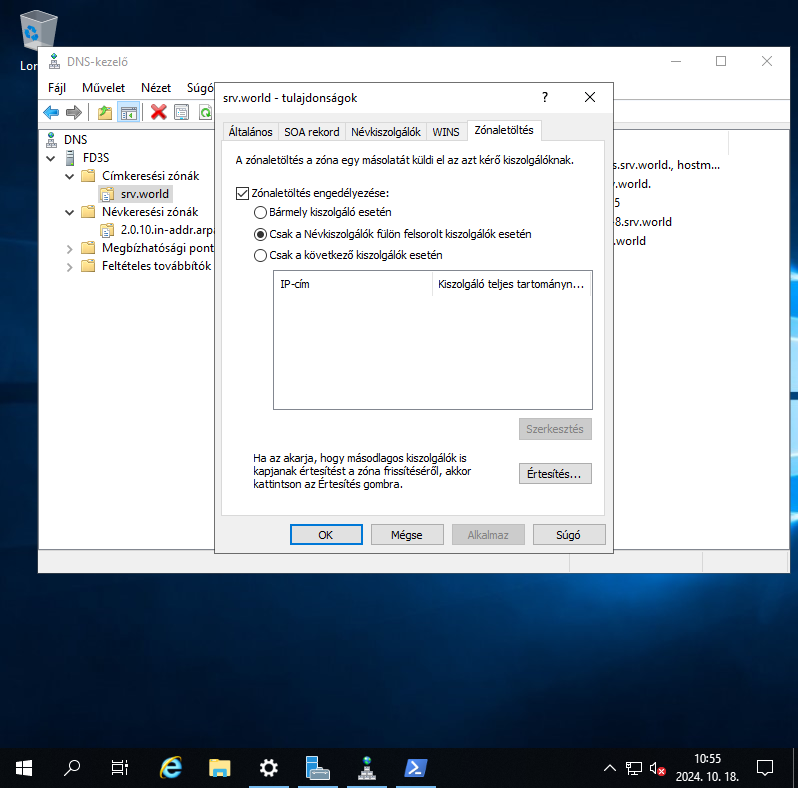 Lor
DNS-kezelő
Fájl Művelet Nézet Súgó
DNS
FD3S
Címkeresési zónák
srv.world
Névkeresési zónák
2.0.10.in-addr.arpa
Megbízhatósági pont
Feltételes továbbítók
s.srv.world., hostm...
.world.
5
-8.srv.world
.world
srv.world - tulajdonságok
?
Általános SOA rekord Névkiszolgálók WINS Zónaletöltés
A zónaletöltés a zóna egy másolatát küldi el az azt kérő kiszolgálóknak.
Zónaletöltés engedélyezése:
Bármely kiszolgáló esetén
Csak a Névkiszolgálók fülön felsorolt kiszolgálók esetén
Csak a következő kiszolgálók esetén
IP-cím Kiszolgáló teljes tartományn...
Szerkesztés
Ha az akarja, hogy másodlagos kiszolgálók is
kapjanak értesítést a zóna frissítéséről, akkor
kattintson az Értesítés gombra.
Értesítés...
OK Mégse Alkalmaz Súgó
10:55
2024. 10. 18.